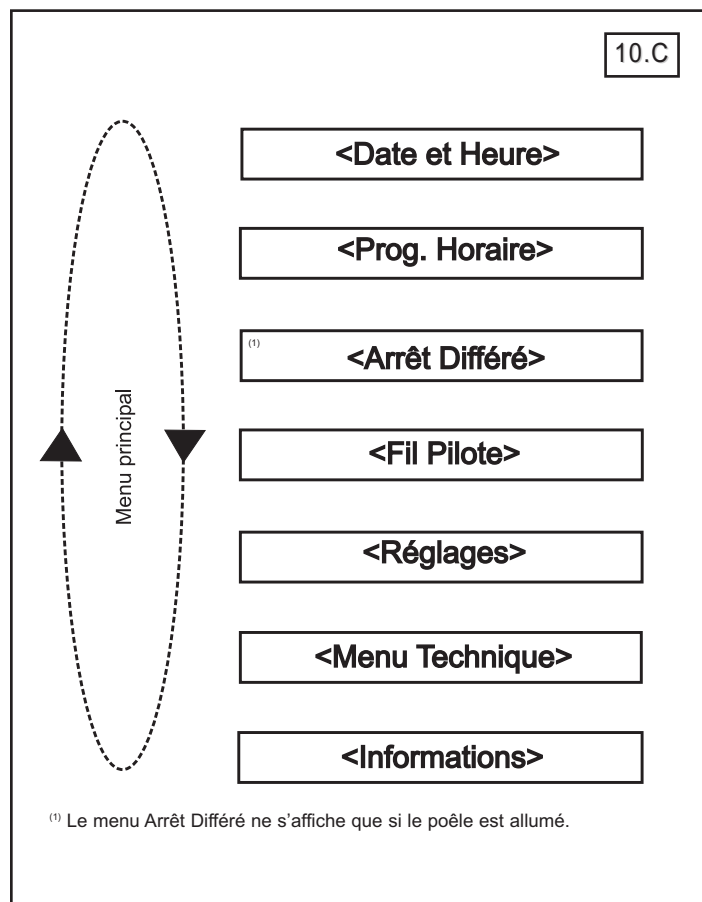 10.C
<Date et Heure>
<Prog. Horaire>
(1)
<Arrêt Différé>
<Fil Pilote>
<Réglages>
<Menu Technique>
<Informations>
Menu principal
(1) Le menu Arrêt Différé ne s’affiche que si le poêle est allumé.